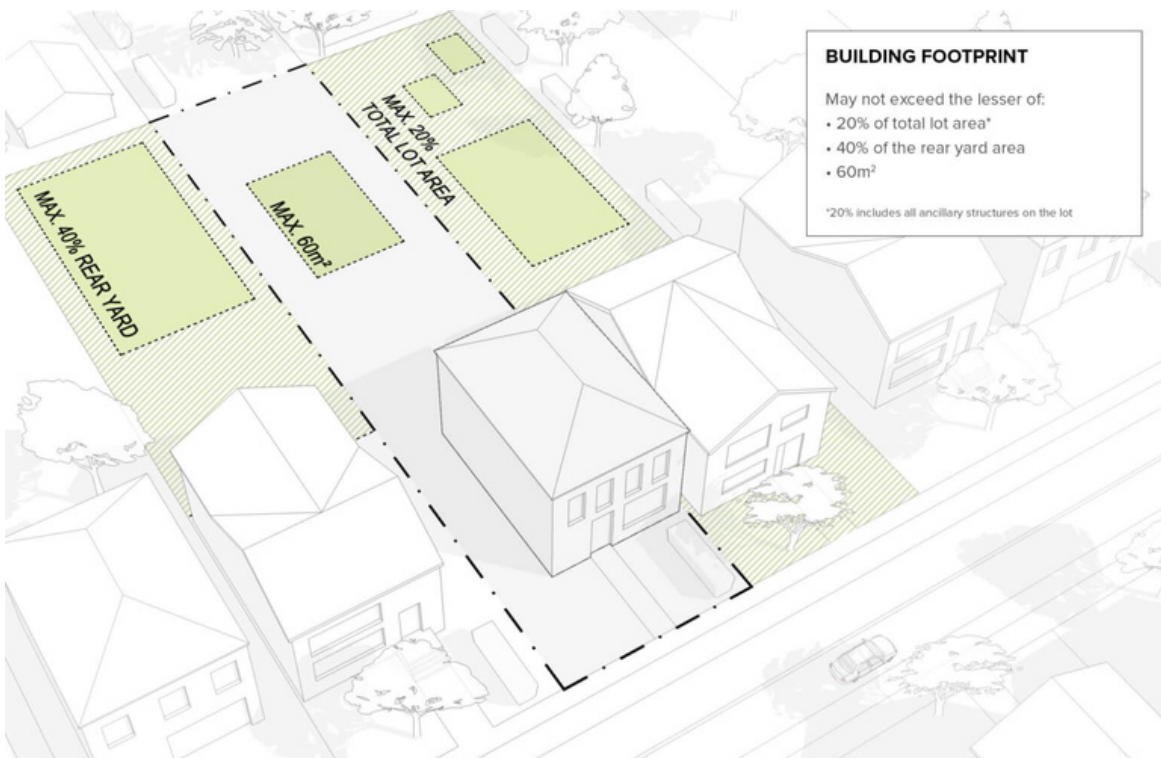 BUILDING FOOTPRINT
May not exceed the lesser of:
• 20% of total lot area*
• 40% of the rear yard area
• 60m²
*20% includes all ancillary structures on the lot
MAX. 20%
TOTAL LOT AREA
MAX. 60m²
MAX. 40% REAR YARD